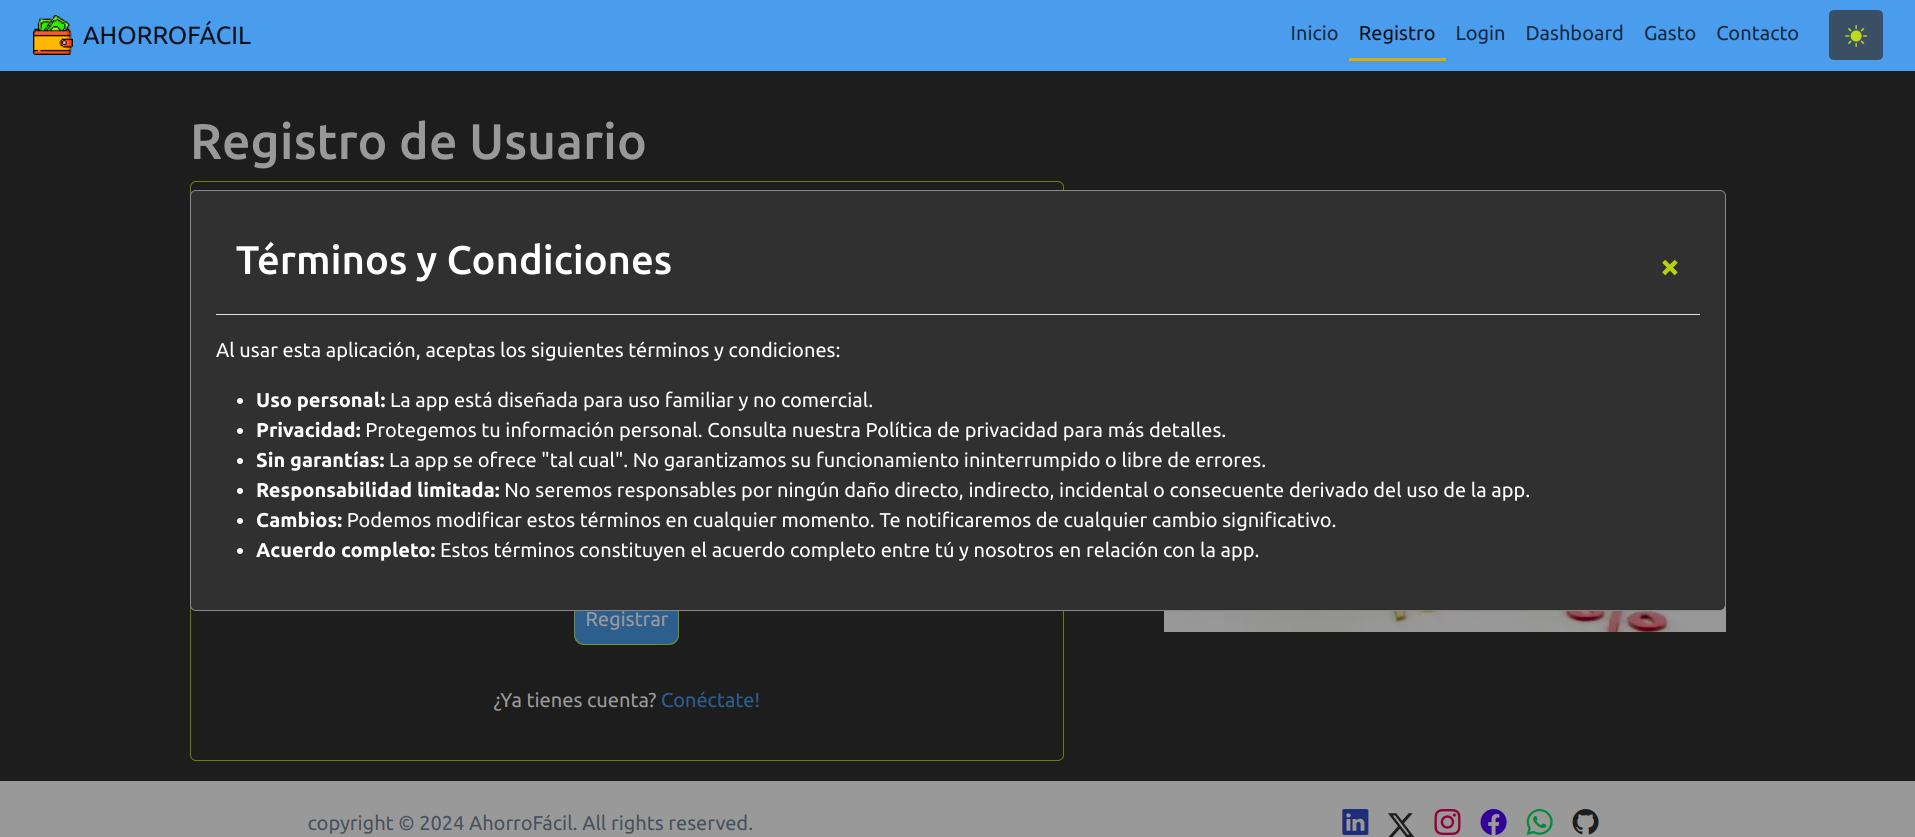 AHORROFÁCIL
Inicio Registro Login Dashboard Gasto Contacto
Registro de Usuario
Términos y Condiciones
Al usar esta aplicación, aceptas los siguientes términos y condiciones:
• Uso personal: La app está diseñada para uso familiar y no comercial.
• Privacidad: Protegemos tu información personal. Consulta nuestra Política de privacidad para más detalles.
• Sin garantías: La app se ofrece "tal cual". No garantizamos su funcionamiento ininterrumpido o libre de errores.
• Responsabilidad limitada: No seremos responsables por ningún daño directo, indirecto, incidental o consecuente derivado del uso de la app.
• Cambios: Podemos modificar estos términos en cualquier momento. Te notificaremos de cualquier cambio significativo.
• Acuerdo completo: Estos términos constituyen el acuerdo completo entre tú y nosotros en relación con la app.
Registrar
¿Ya tienes cuenta? Conéctate!
copyright © 2024 AhorroFácil. All rights reserved.